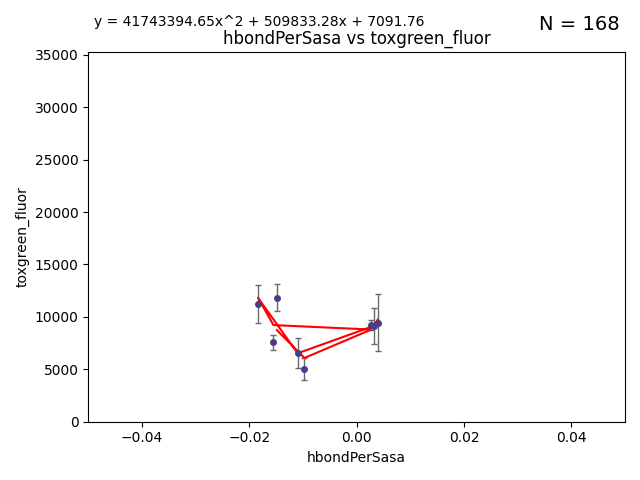 y = 41743394.65x^2 + 509833.28x + 7091.76
N = 168
hbondPerSasa vs toxgreen_fluor
35000
30000
25000
20000
15000
10000
5000
0
toxgreen_fluor
−0.04
−0.02
0.00
0.02
0.04
hbondPerSasa